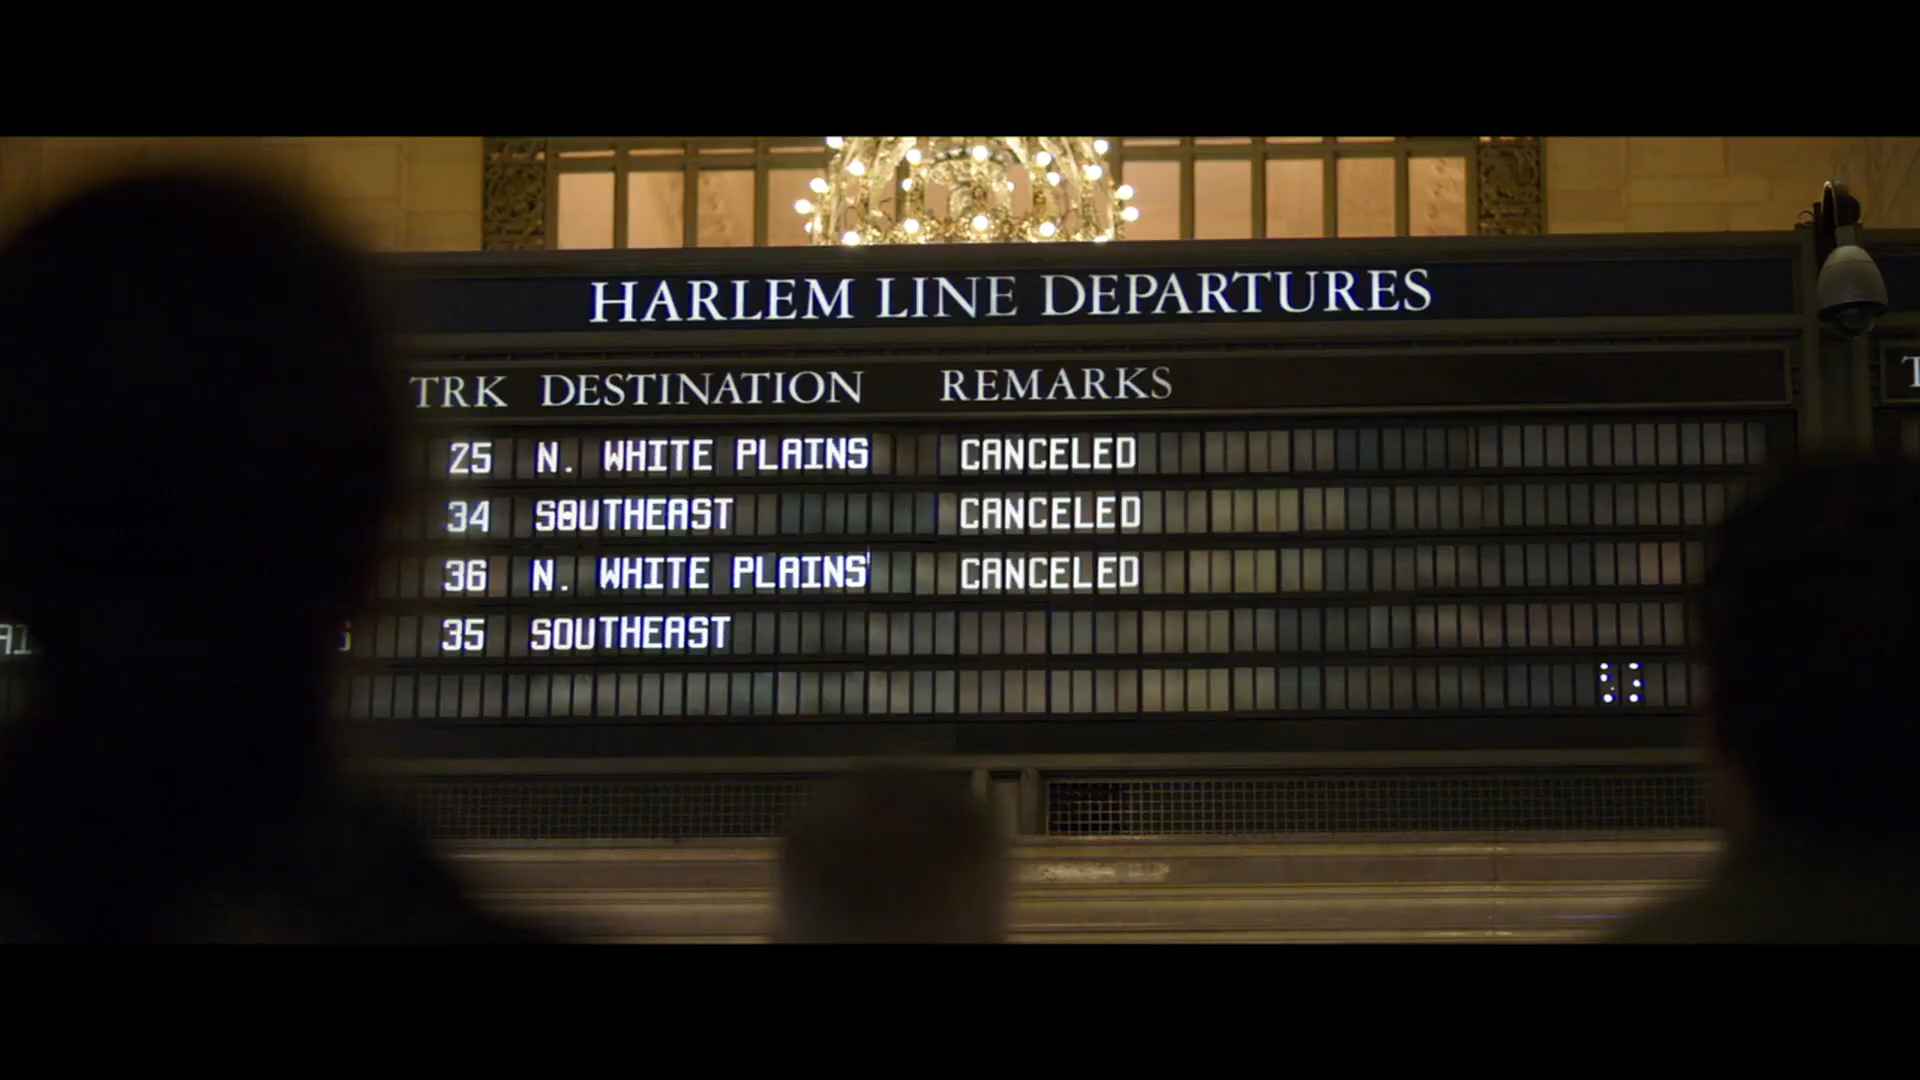 HARLEM LINE DEPARTURES
TRK DESTINATION REMARKS
25 N. WHITE PLAINS CANCELED
34 SOUTHEAST CANCELED
36 N. WHITE PLAINS CANCELED
35 SOUTHEAST